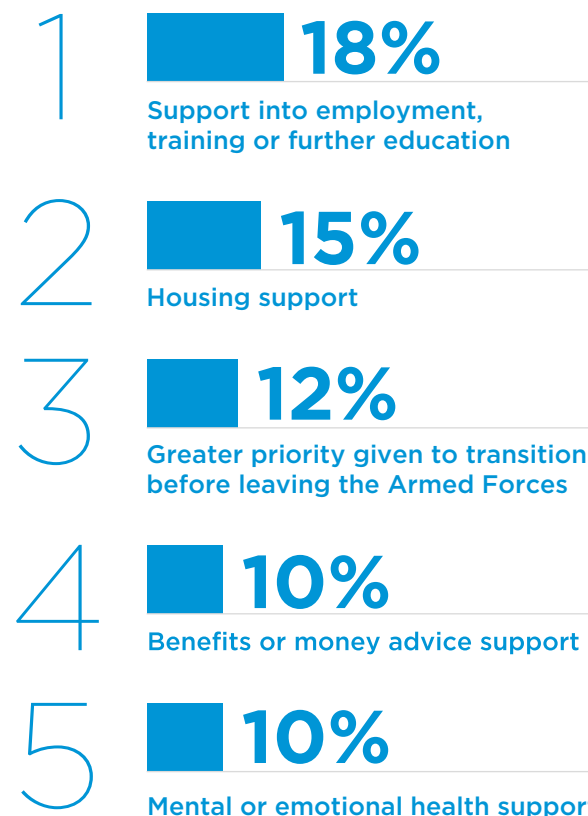 1
18%
Support into employment,
training or further education
2
15%
Housing support
3
12%
Greater priority given to transition
before leaving the Armed Forces
4
10%
Benefits or money advice support
5
10%
Mental or emotional health suppor